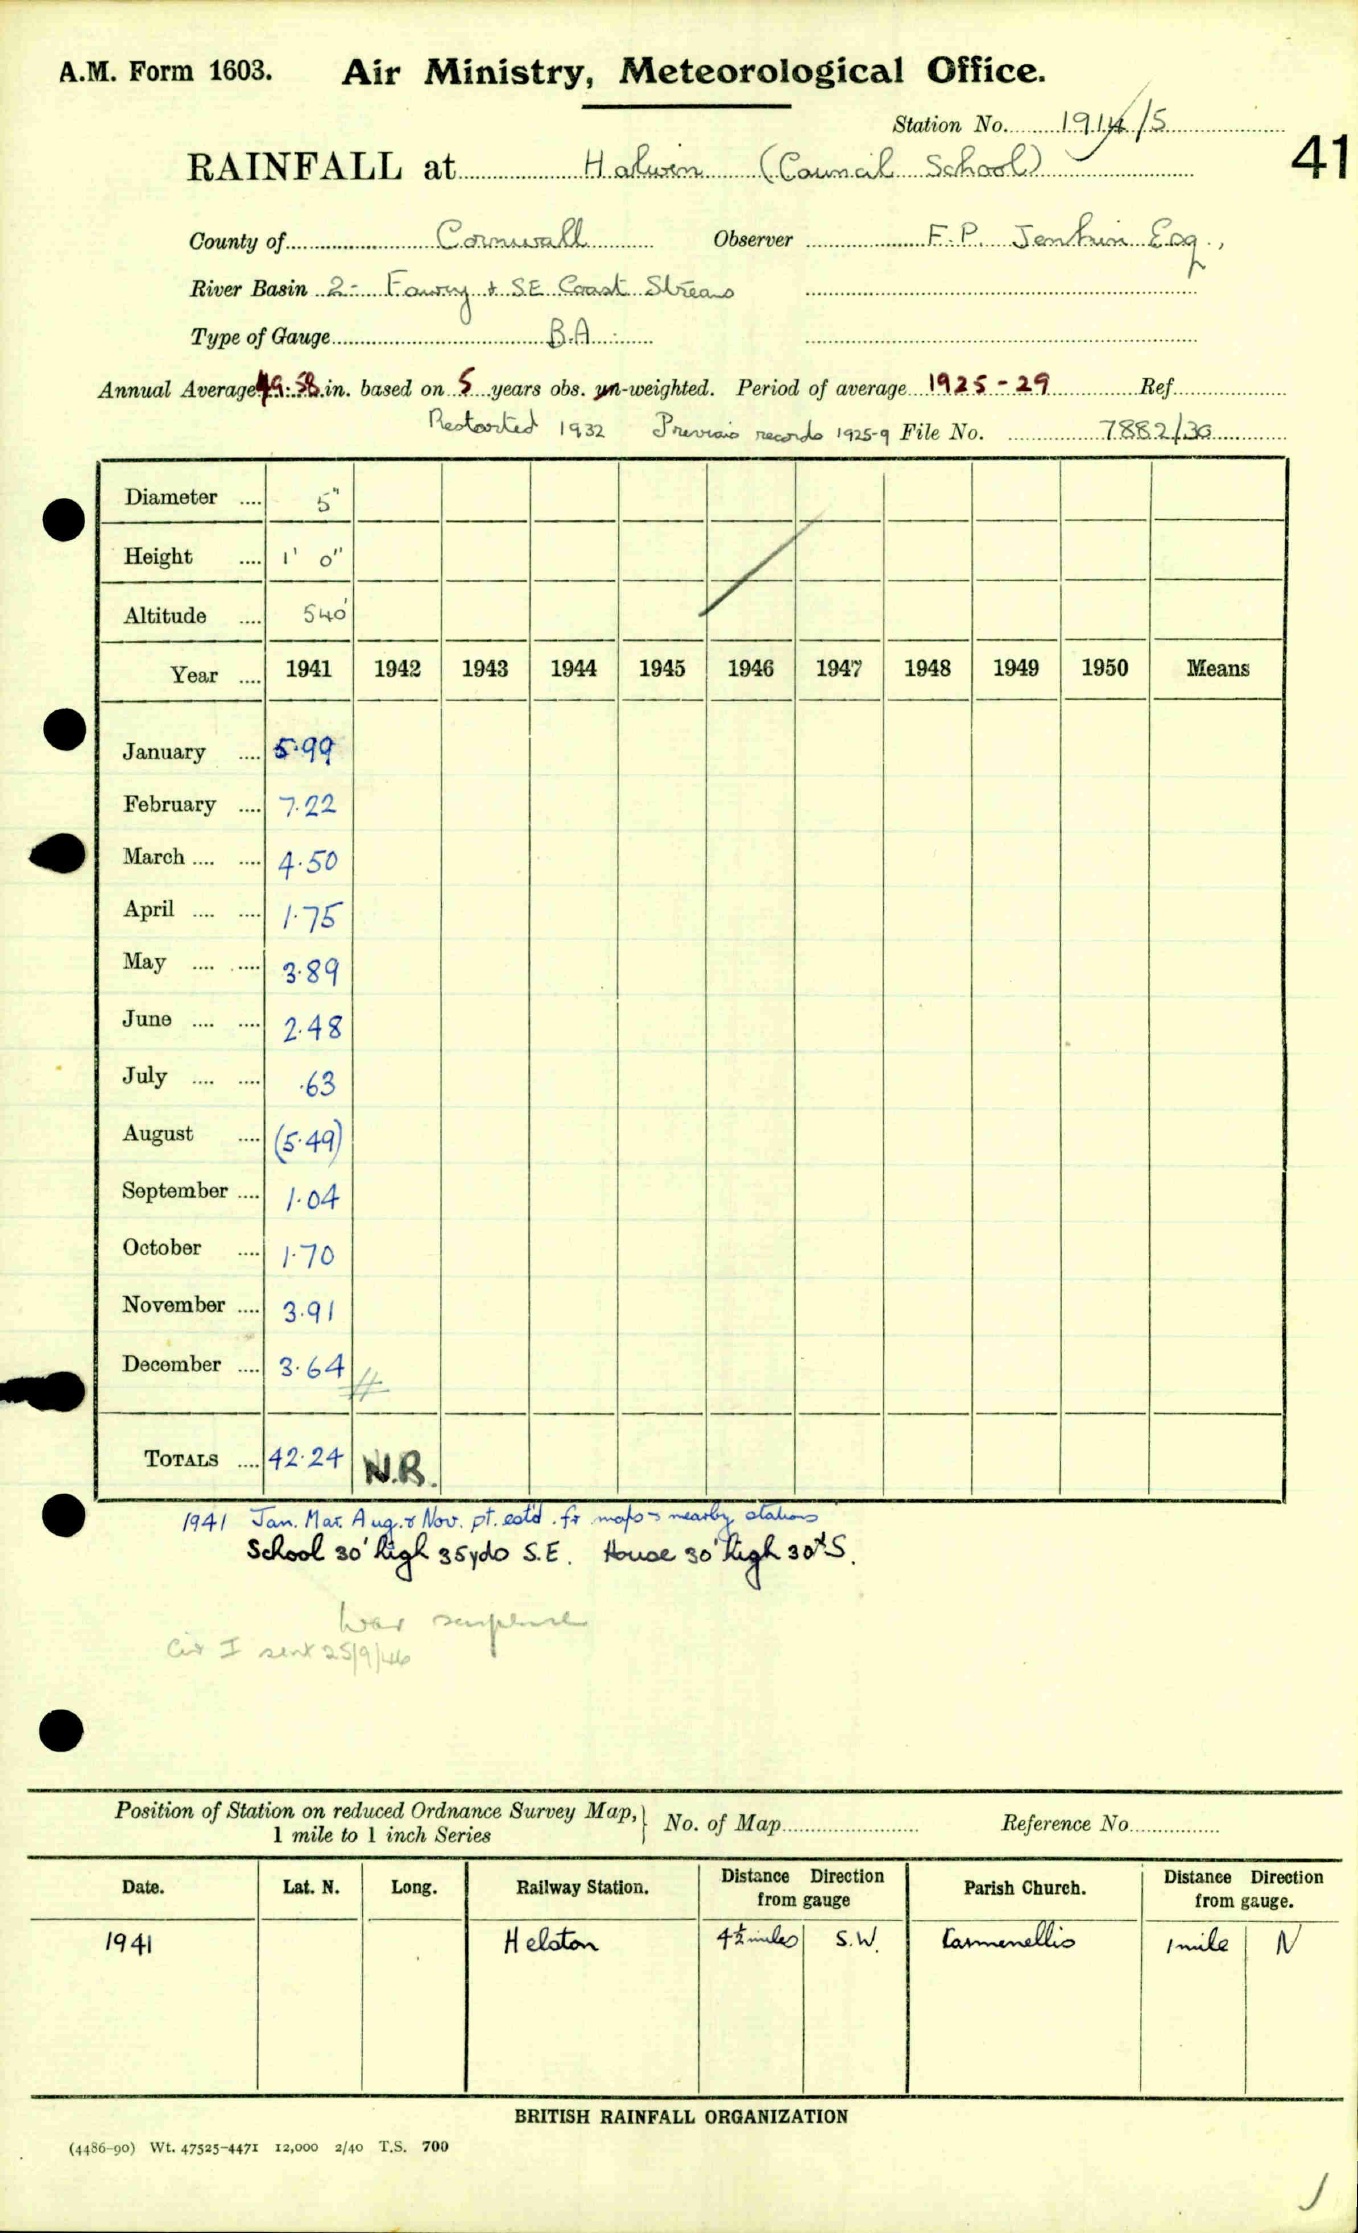 A.M. Form 1603. Air Ministry, Meteorological Office.
Station No. 1914/5
41
RAINFALL at Halwin (Council School)
County of Cornwall Observer F.P. Jenkin Esq.,
River Basin 2- Fowey & SE Coast Streams
Type of Gauge B.A.
Annual Average 49.58 in. based on 5 years obs. un-weighted. Period of average 1925-29 Ref.
Restarted 1932 Previous records 1925-9 File No. 7882/30
Diameter .... 5"
Height .... 1' 0"
Altitude .... 540'
Year .... 1941 1942 1943 1944 1945 1946 1947 1948 1949 1950 Means
January .... 5.99
February .... 7.22
March .... .... 4.50
April .... .... 1.75
May .... .... 3.89
June .... .... 2.48
July .... .... .63
August .... (5.49)
September .... 1.04
October .... 1.70
November .... 3.91
December .... 3.64
TOTALS .... 42.24 N.R.
1941 Jan. Mar. Aug. & Nov. pt. est'd. fr maps & nearby stations
School 30' high 35yds S.E. House 30' high 30x S.
War
Cir I sent 25/9/46
Position of Station on reduced Ordnance Survey Map, 1 mile to 1 inch Series } No. of Map Reference No.
Date. Lat. N. Long. Railway Station. Distance Direction from gauge Parish Church. Distance Direction from gauge.
1941 Helston 4½ miles S.W. Carmenellis 1 mile N
BRITISH RAINFALL ORGANIZATION
(4486-90) Wt. 47525-4471 12,000 2/40 T.S. 700